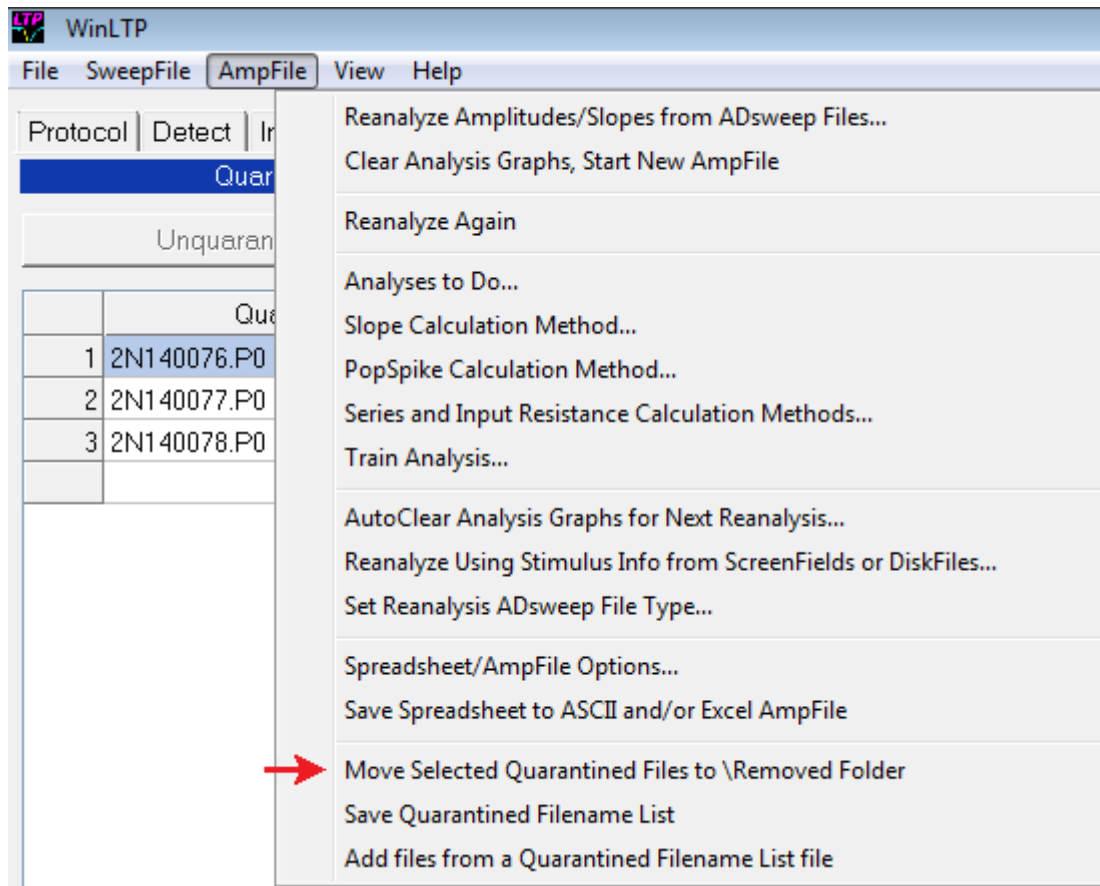 LTP WinLTP
File SweepFile AmpFile View Help
Protocol Detect
Reanalyze Amplitudes/Slopes from ADsweep Files...
Clear Analysis Graphs, Start New AmpFile
Reanalyze Again
Analyses to Do...
Slope Calculation Method...
PopSpike Calculation Method...
Series and Input Resistance Calculation Methods...
Train Analysis...
AutoClear Analysis Graphs for Next Reanalysis...
Reanalyze Using Stimulus Info from ScreenFields or DiskFiles...
Set Reanalysis ADsweep File Type...
Spreadsheet/AmpFile Options...
Save Spreadsheet to ASCII and/or Excel AmpFile
Move Selected Quarantined Files to \Removed Folder
Save Quarantined Filename List
Add files from a Quarantined Filename List file
Quar
Unquaran
Qua
1 2N140076.P0
2 2N140077.P0
3 2N140078.P0